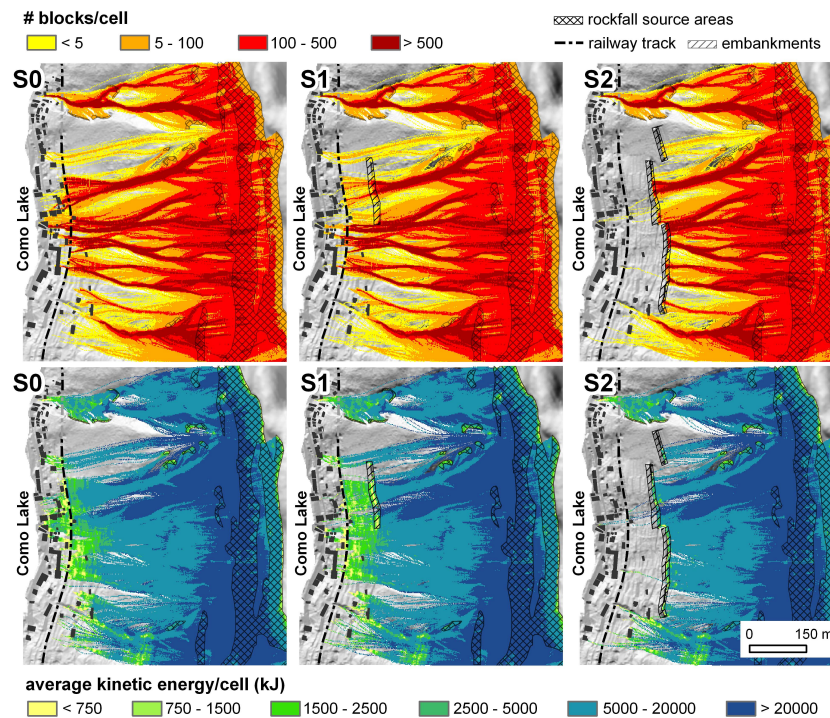 # blocks/cell
< 5
5 - 100
100 - 500
> 500
rockfall source areas
railway track
embankments
S0
S1
S2
Como Lake
Como Lake
Como Lake
S0
S1
S2
Como Lake
Como Lake
Como Lake
0 150 m
average kinetic energy/cell (kJ)
< 750
750 - 1500
1500 - 2500
2500 - 5000
5000 - 20000
> 20000